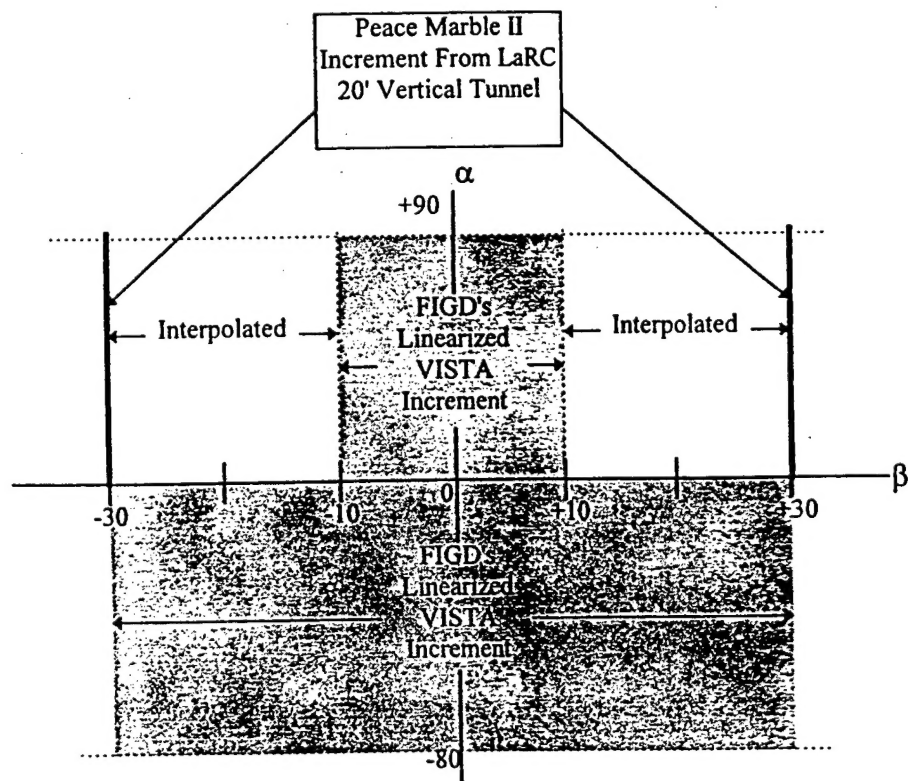 Peace Marble II
Increment From LaRC
20' Vertical Tunnel
α
+90
Interpolated
FIGD's
Linearized
VISTA
Increment
Interpolated
β
-30
-10
0
+10
+30
FIGD
Linearized
VISTA
Increment
-80